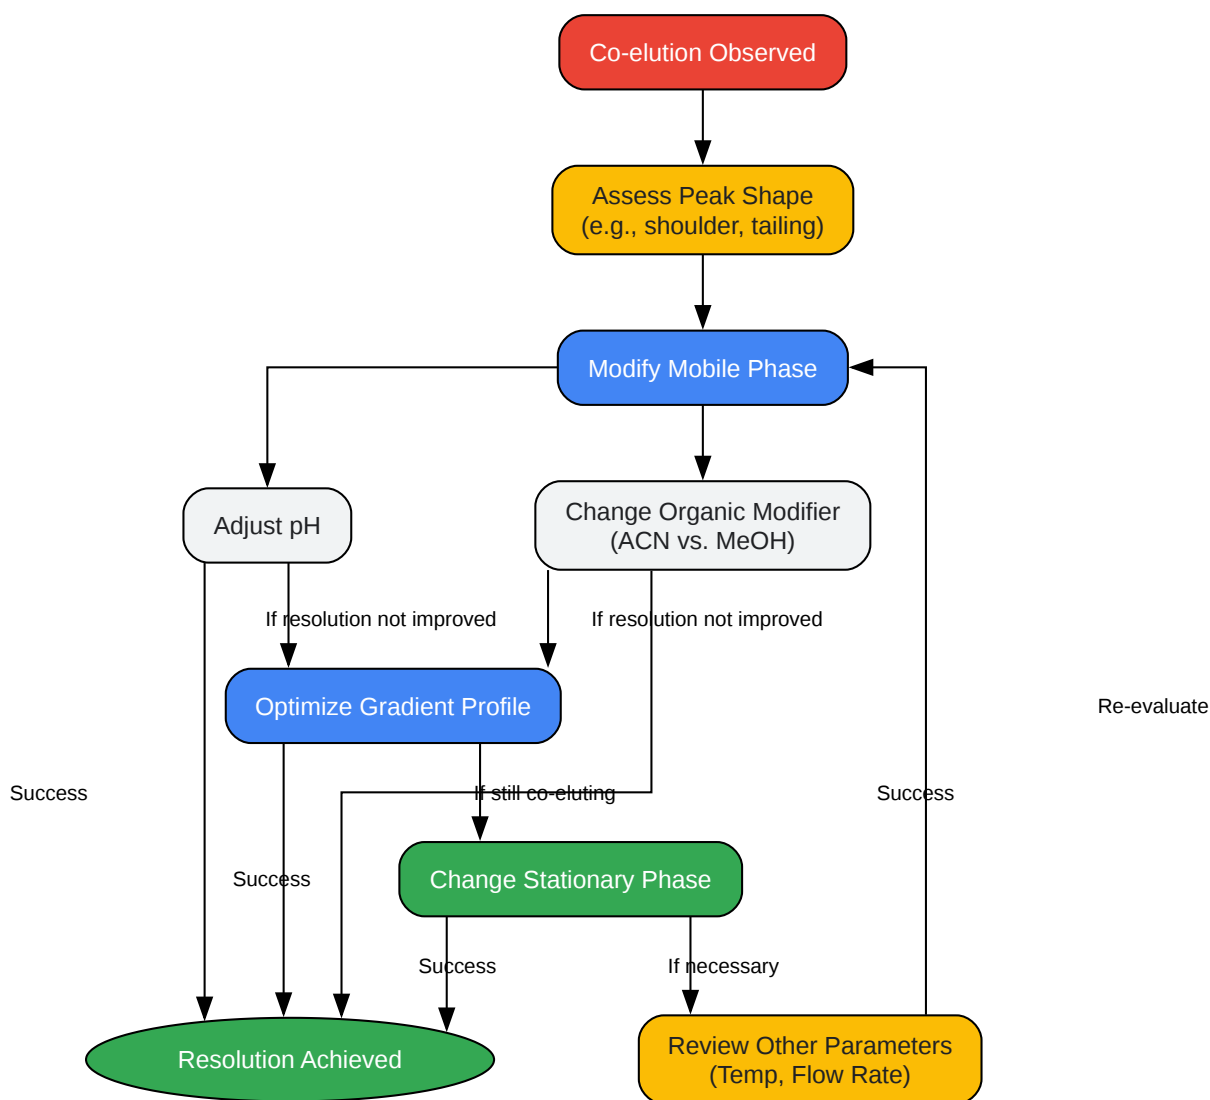 Co-elution Observed
Assess Peak Shape
(e.g., shoulder, tailing)
Modify Mobile Phase
Adjust pH
Change Organic Modifier
(ACN vs. MeOH)
If resolution not improved
If resolution not improved
Optimize Gradient Profile
Re-evaluate
Success
If still co-eluting
Success
Success
Change Stationary Phase
Success
If necessary
Resolution Achieved
Review Other Parameters
(Temp, Flow Rate)